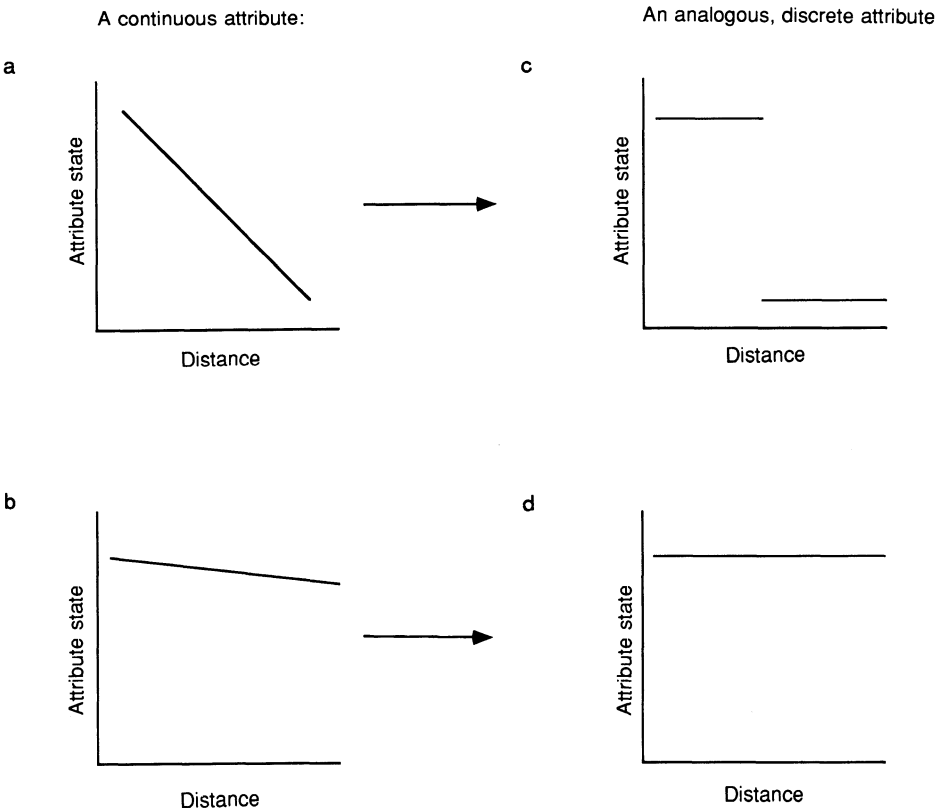 A continuous attribute:
An analogous, discrete attribute
a
Attribute state
Distance
c
Attribute state
Distance
b
Attribute state
Distance
d
Attribute state
Distance